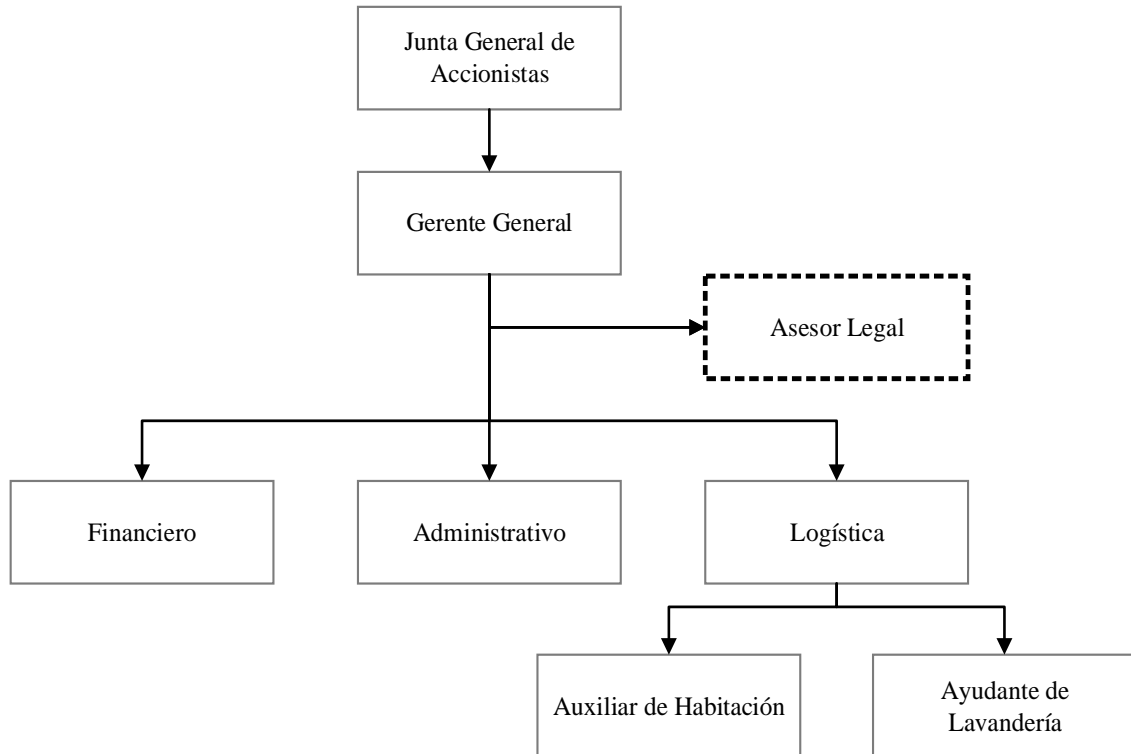 Junta General de
Accionistas
Gerente General
Asesor Legal
Financiero
Administrativo
Logística
Auxiliar de Habitación
Ayudante de
Lavandería